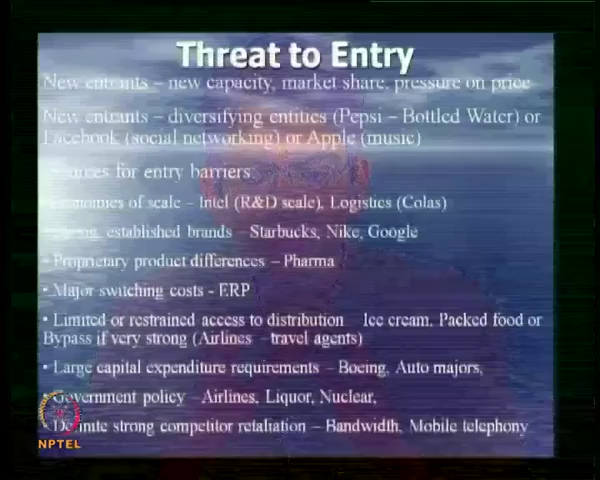 Threat to Entry
New entrants – new capacity, market share, pressure on price
New entrants – diversifying entities (Pepsi – Bottled Water) or
Facebook (social networking) or Apple (music)
Sources for entry barriers:
Economies of scale – Intel (R&D scale), Logistics (Colas)
established brands – Starbucks, Nike, Google
• Proprietary product differences – Pharma
• Major switching costs - ERP
• Limited or restrained access to distribution – Ice cream, Packed food or
Bypass if very strong (Airlines – travel agents)
• Large capital expenditure requirements – Boeing, Auto majors,
Government policy – Airlines, Liquor, Nuclear,
Definite strong competitor retaliation – Bandwidth, Mobile telephony
NPTEL